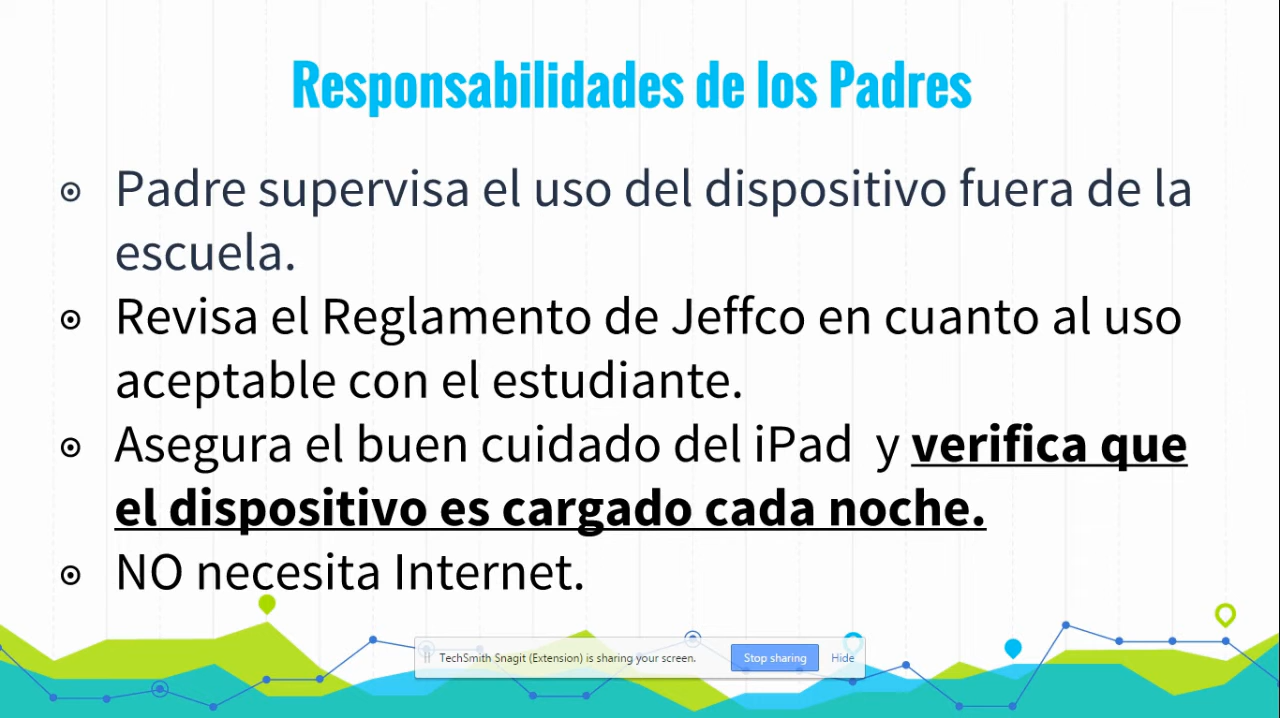 Responsabilidades de los Padres
Padre supervisa el uso del dispositivo fuera de la
escuela.
Revisa el Reglamento de Jeffco en cuanto al uso
aceptable con el estudiante.
Asegura el buen cuidado del iPad  y verifica que
el dispositivo es cargado cada noche.
NO necesita Internet.
TechSmith Snagit (Extension) is sharing your screen. Stop sharing Hide